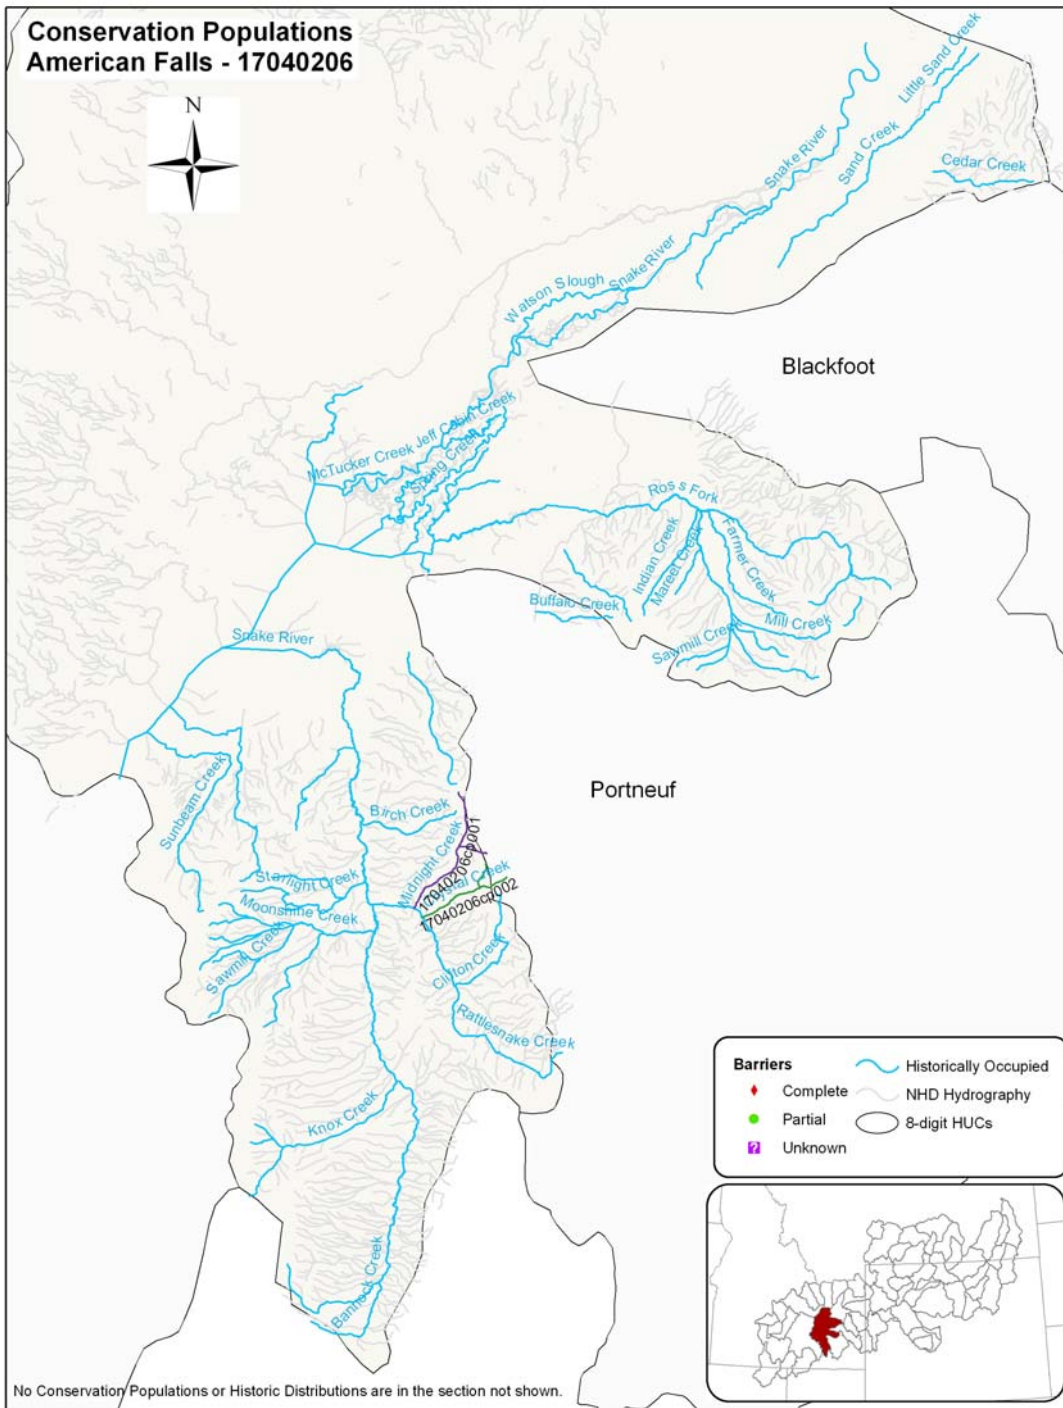 Conservation Populations
American Falls - 17040206
N
Little Sand Creek
Snake River
Sand Creek
Cedar Creek
Snake River
Watson Slough
Blackfoot
Jeff Cabin Creek
McTucker Creek
Spring Creek
Ross Fork
Indian Creek
Mareet Creek
Farmer Creek
Buffalo Creek
Mill Creek
Sawmill Creek
Snake River
Portneuf
Sunbeam Creek
Birch Creek
Midnight Creek
17040206cp001
Crystal Creek
17040206cp002
Starlight Creek
Moonshine Creek
Sawmill Creek
Clifton Creek
Rattlesnake Creek
Knox Creek
Bannock Creek
Barriers
Complete
Partial
?
Unknown
Historically Occupied
NHD Hydrography
8-digit HUCs
No Conservation Populations or Historic Distributions are in the section not shown.